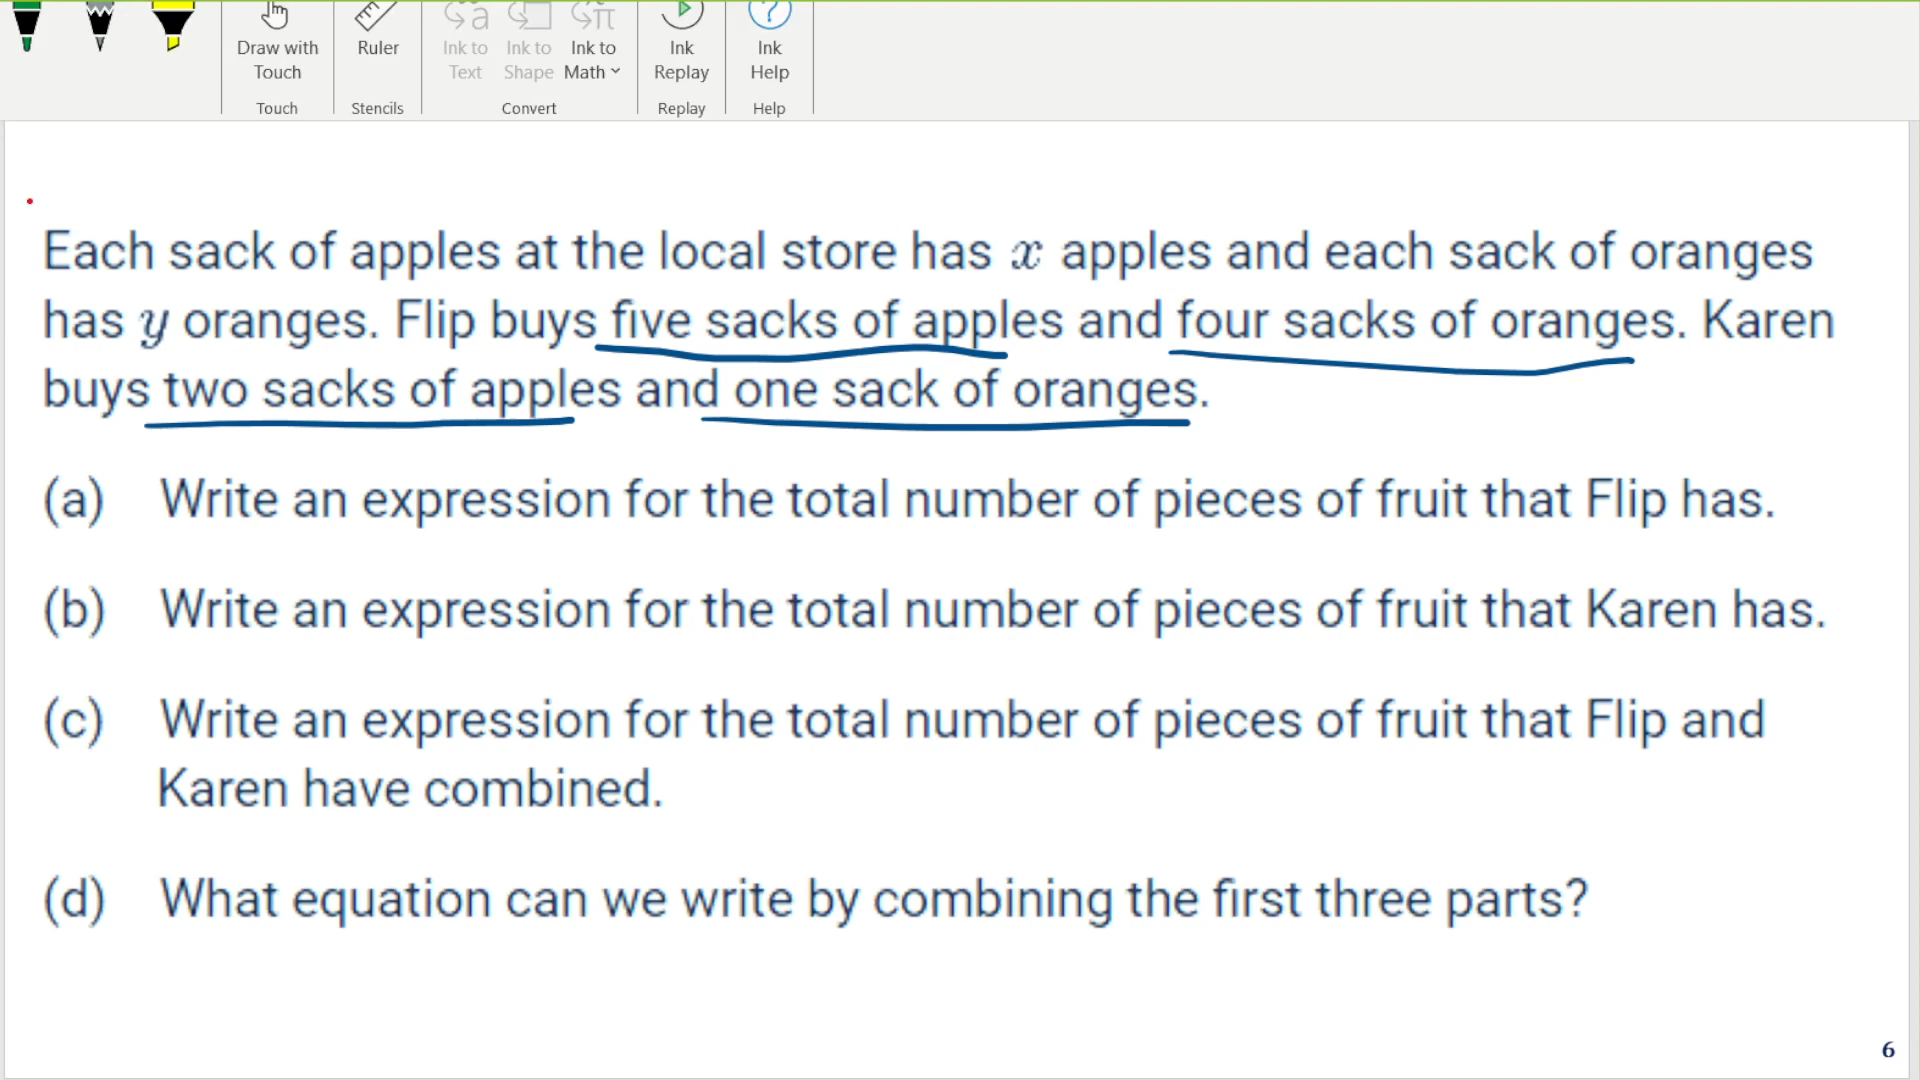 Draw with Touch
Ruler
Ink to Text
Ink to Shape
Ink to Math
Ink Replay
Ink Help
Touch
Stencils
Convert
Replay
Help
Each sack of apples at the local store has x apples and each sack of oranges
has y oranges. Flip buys five sacks of apples and four sacks of oranges. Karen
buys two sacks of apples and one sack of oranges.
(a) Write an expression for the total number of pieces of fruit that Flip has.
(b) Write an expression for the total number of pieces of fruit that Karen has.
(c) Write an expression for the total number of pieces of fruit that Flip and
Karen have combined.
(d) What equation can we write by combining the first three parts?
6